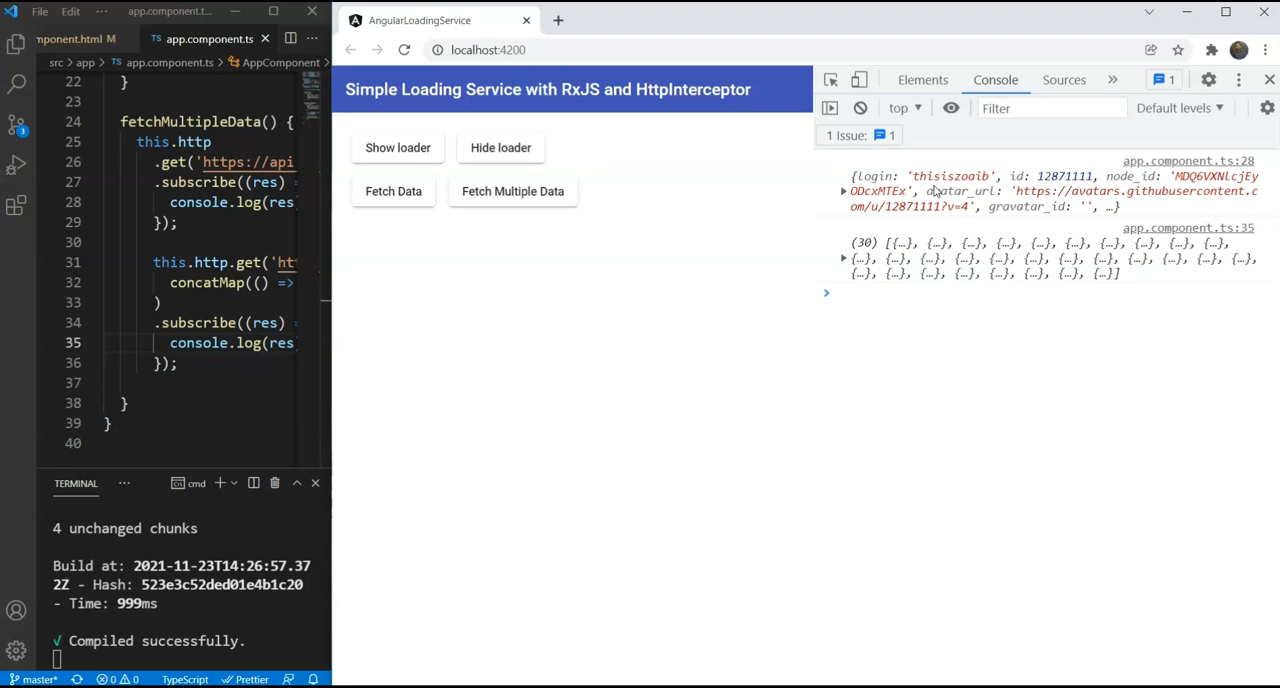 File Edit ··· app.component.t...
mponent.html M
TS app.component.ts
src > app > TS app.component.ts > AppComponent
22 }
23
24 fetchMultipleData() {
25 this.http
26 .get('https://api
27 .subscribe((res) =
28 console.log(res)
29 });
30
31 this.http.get('ht
32 concatMap(() =>
33 )
34 .subscribe((res) =
35 console.log(res)
36 });
37
38 }
39 }
40
TERMINAL ··· cmd
4 unchanged chunks
Build at: 2021-11-23T14:26:57.37
2Z - Hash: 523e3c52ded01e4b1c20
- Time: 999ms
√ Compiled successfully.
3
master* 0 0 TypeScript Prettier
AngularLoadingService
localhost:4200
Simple Loading Service with RxJS and HttpInterceptor
Show loader Hide loader
Fetch Data Fetch Multiple Data
Elements Console Sources » 1
top Filter Default levels
1 Issue: 1
app.component.ts:28
{login: 'thisiszoaib', id: 12871111, node_id: 'MDQ6VXNlcjEy
ODcxMTEx', avatar_url: 'https://avatars.githubusercontent.
com/u/12871111?v=4', gravatar_id: '', …}
app.component.ts:35
(30) [{…}, {…}, {…}, {…}, {…}, {…}, {…}, {…}, {…}, {…},
{…}, {…}, {…}, {…}, {…}, {…}, {…}, {…}, {…}, {…}, {…}, {…},
{…}, {…}, {…}, {…}, {…}, {…}, {…}, {…}]
>